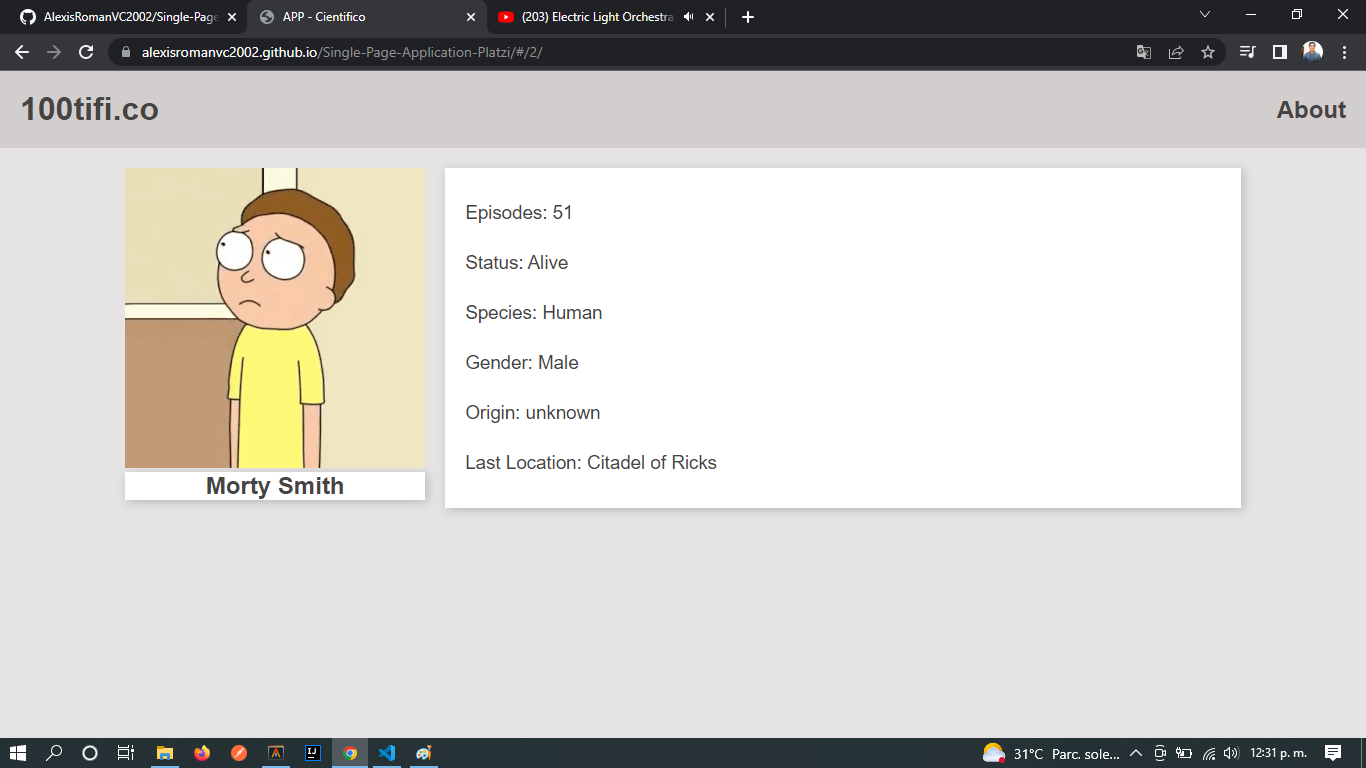 AlexisRomanVC2002/Single-Page
APP - Cientifico
(203) Electric Light Orchestra
alexisromanvc2002.github.io/Single-Page-Application-Platzi/#/2/
100tifi.co
About
Episodes: 51
Status: Alive
Species: Human
Gender: Male
Origin: unknown
Last Location: Citadel of Ricks
Morty Smith
31°C Parc. sole...
12:31 p. m.